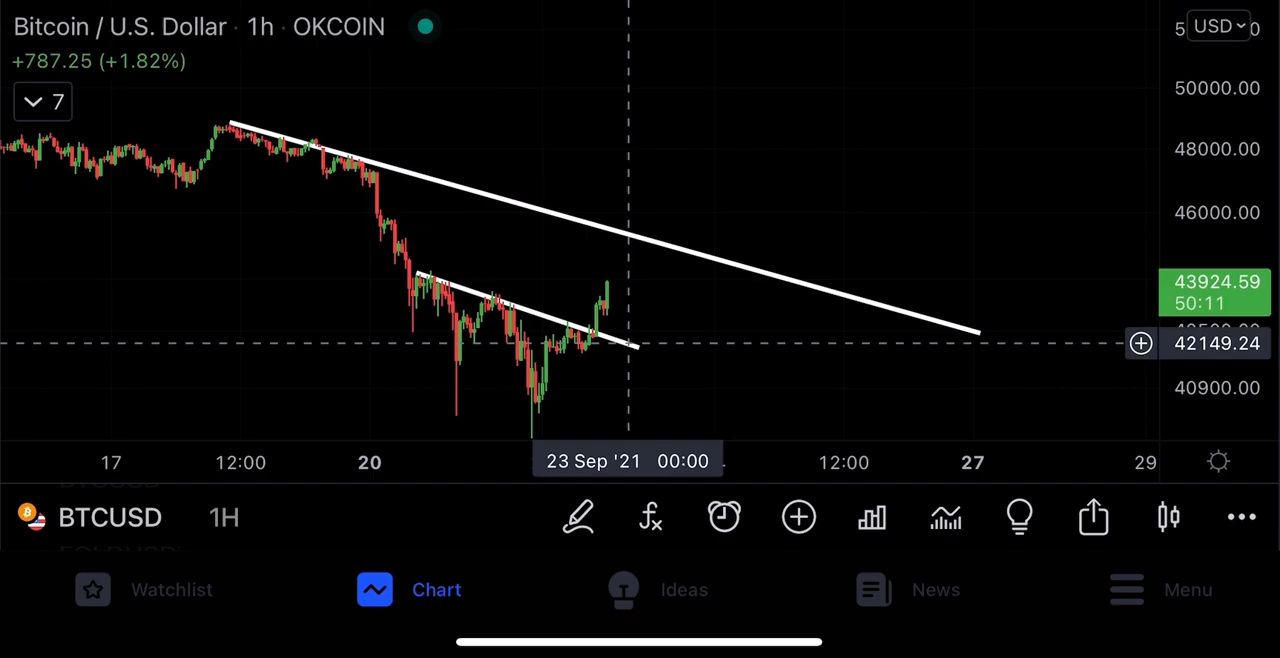 Bitcoin / U.S. Dollar · 1h · OKCOIN
+787.25 (+1.82%)
7
USD
50000.00
48000.00
46000.00
43924.59
50:11
42149.24
40900.00
17 12:00 20 23 Sep '21 00:00 12:00 27 29
BTCUSD 1H
Watchlist Chart Ideas News Menu